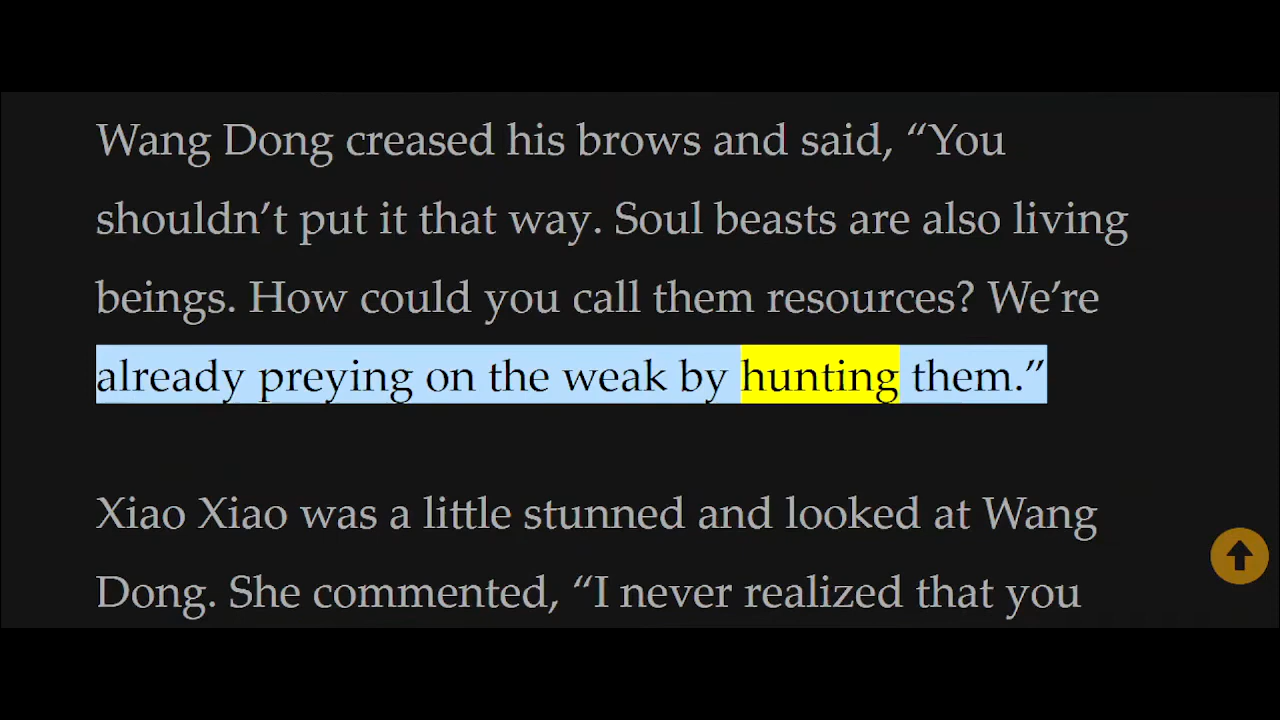 Wang Dong creased his brows and said, “You
shouldn’t put it that way. Soul beasts are also living
beings. How could you call them resources? We’re
already preying on the weak by hunting them.”
Xiao Xiao was a little stunned and looked at Wang
Dong. She commented, “I never realized that you